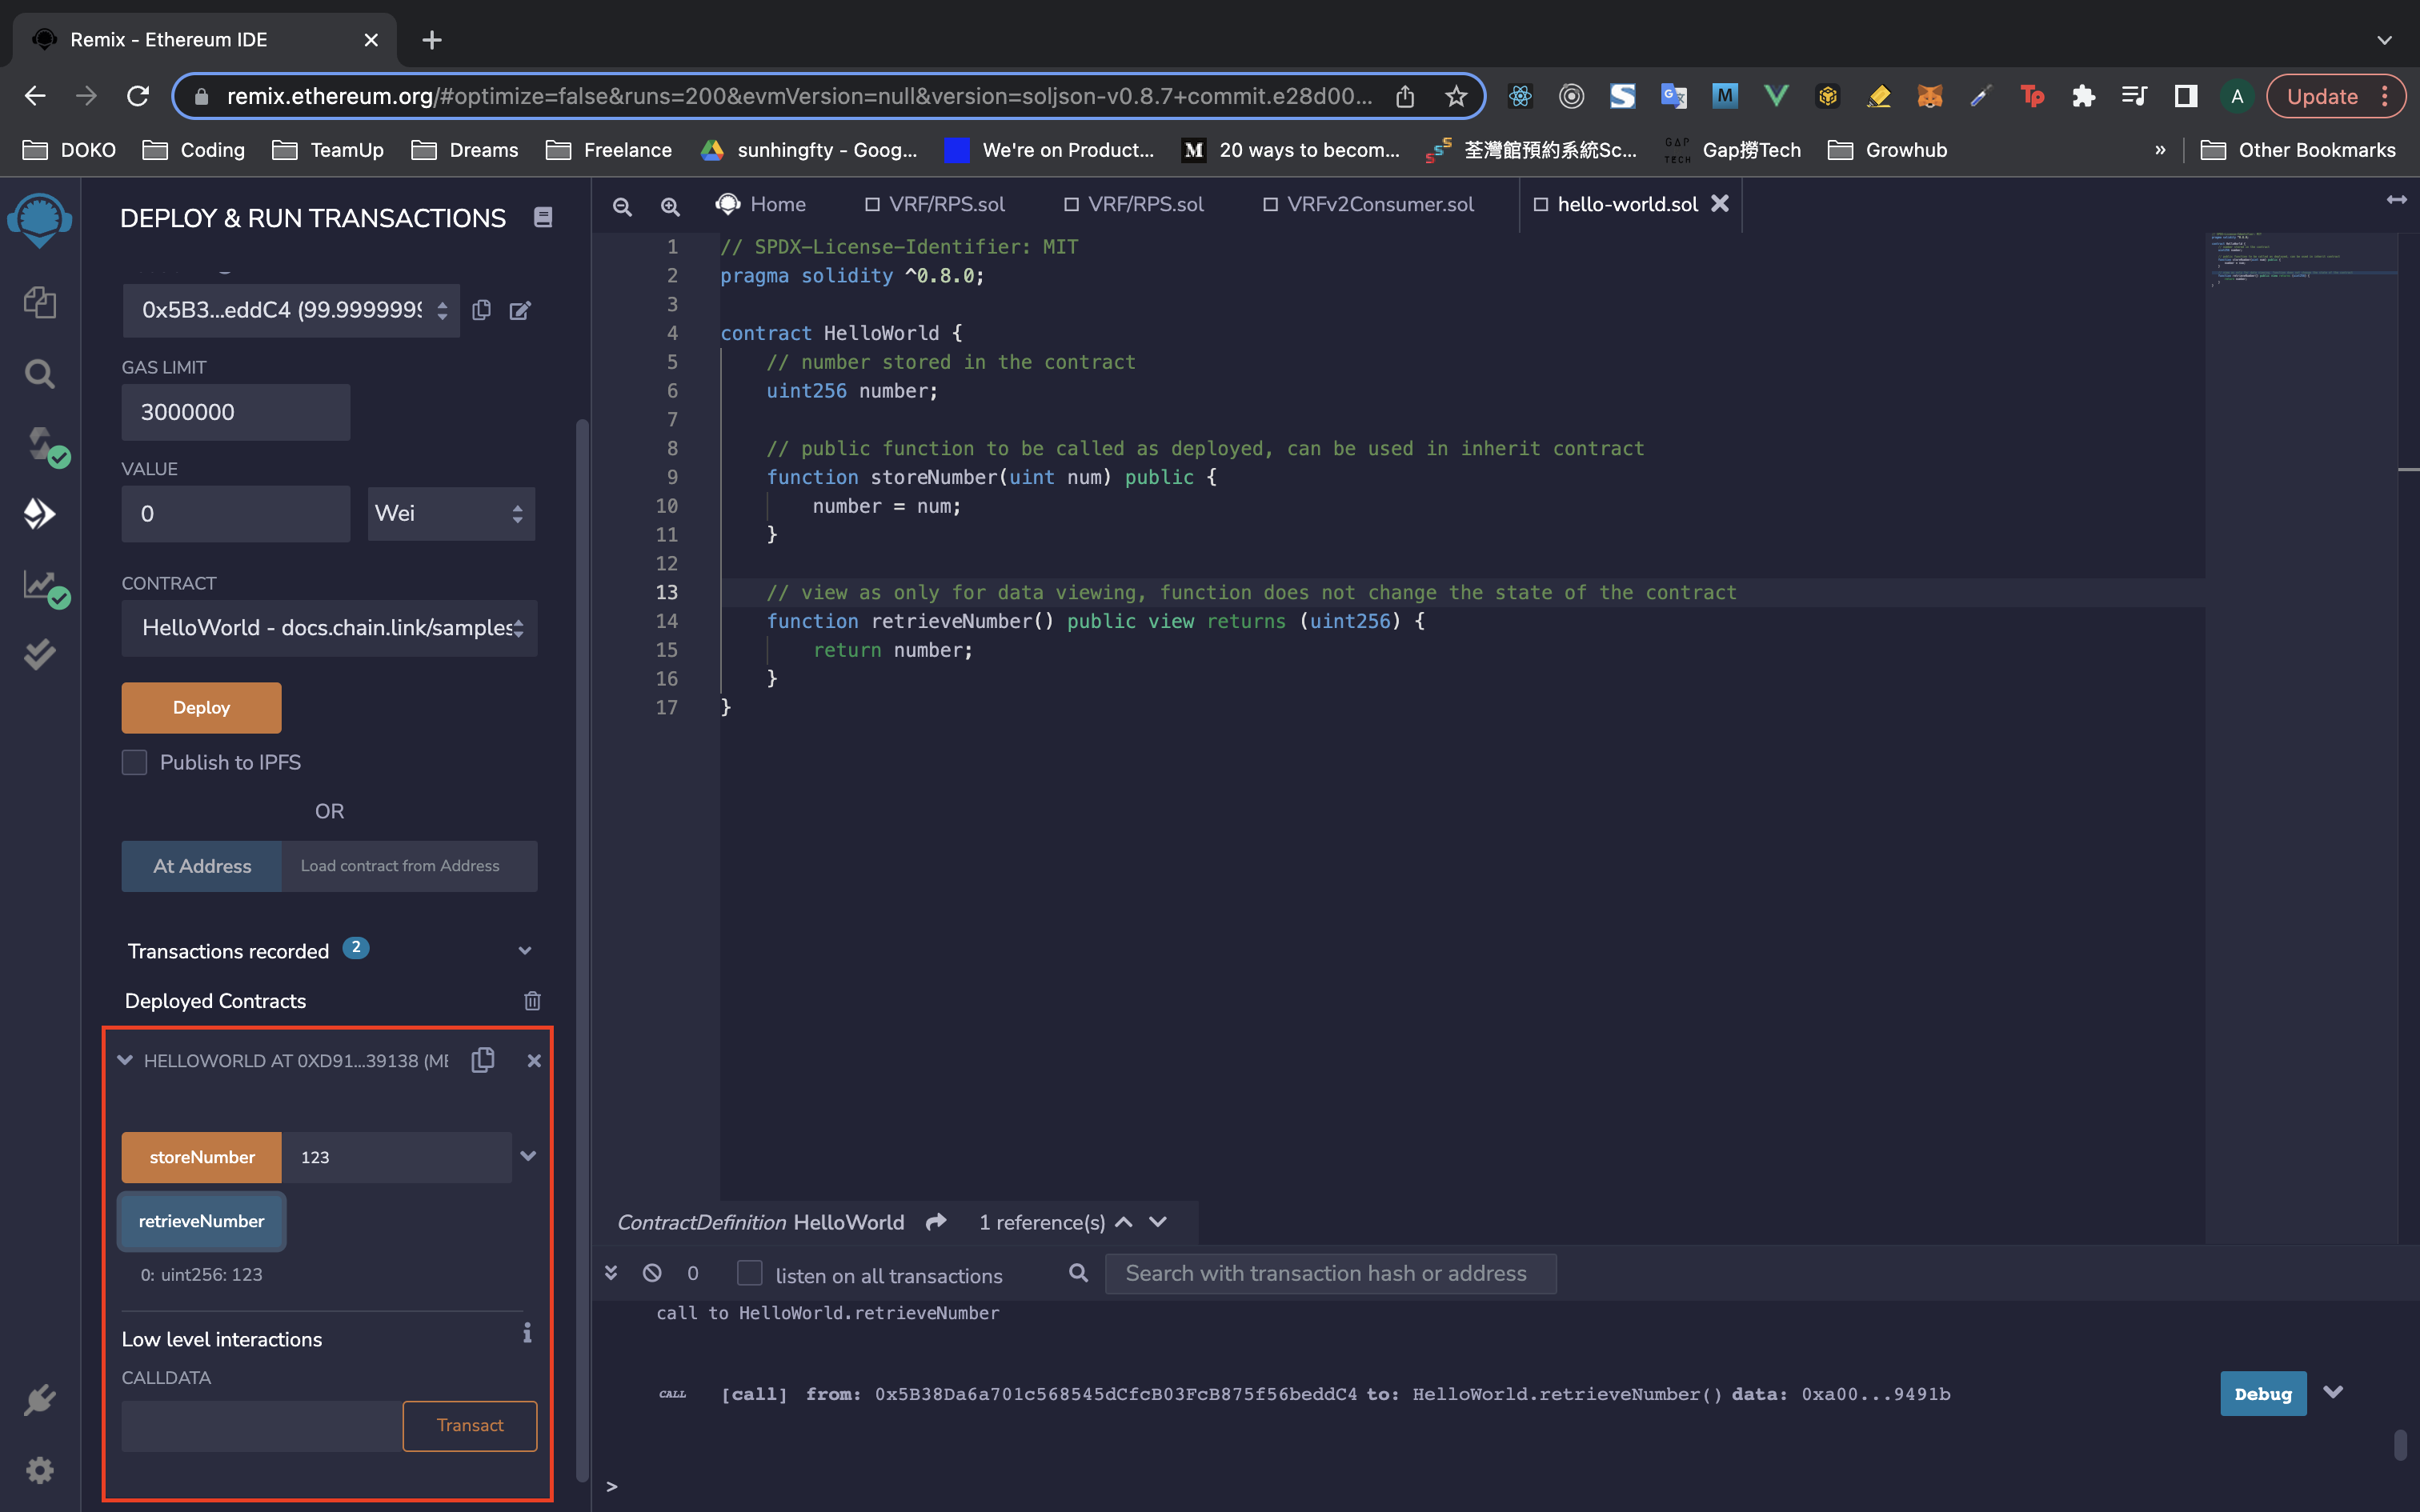 Remix - Ethereum IDE
remix.ethereum.org/#optimize=false&runs=200&evmVersion=null&version=soljson-v0.8.7+commit.e28d00...
A
Update
DOKO
Coding
TeamUp
Dreams
Freelance
sunhingfty - Goog...
We're on Product...
20 ways to becom...
荃灣館預約系統Sc...
GAP TECH
Gap撈Tech
Growhub
»
Other Bookmarks
DEPLOY & RUN TRANSACTIONS
0x5B3...eddC4 (99.9999999
GAS LIMIT
3000000
VALUE
0
Wei
CONTRACT
HelloWorld - docs.chain.link/samples
Deploy
Publish to IPFS
OR
At Address
Load contract from Address
Transactions recorded 2
Deployed Contracts
HELLOWORLD AT 0XD91...39138 (ME
storeNumber
123
retrieveNumber
0: uint256: 123
Low level interactions
CALLDATA
Transact
Home
VRF/RPS.sol
VRF/RPS.sol
VRFv2Consumer.sol
hello-world.sol
1 // SPDX-License-Identifier: MIT
2 pragma solidity ^0.8.0;
3
4 contract HelloWorld {
5 // number stored in the contract
6 uint256 number;
7
8 // public function to be called as deployed, can be used in inherit contract
9 function storeNumber(uint num) public {
10 number = num;
11 }
12
13 // view as only for data viewing, function does not change the state of the contract
14 function retrieveNumber() public view returns (uint256) {
15 return number;
16 }
17 }
ContractDefinition HelloWorld
1 reference(s)
0
listen on all transactions
Search with transaction hash or address
call to HelloWorld.retrieveNumber
CALL [call] from: 0x5B38Da6a701c568545dCfcB03FcB875f56beddC4 to: HelloWorld.retrieveNumber() data: 0xa00...9491b
Debug
>